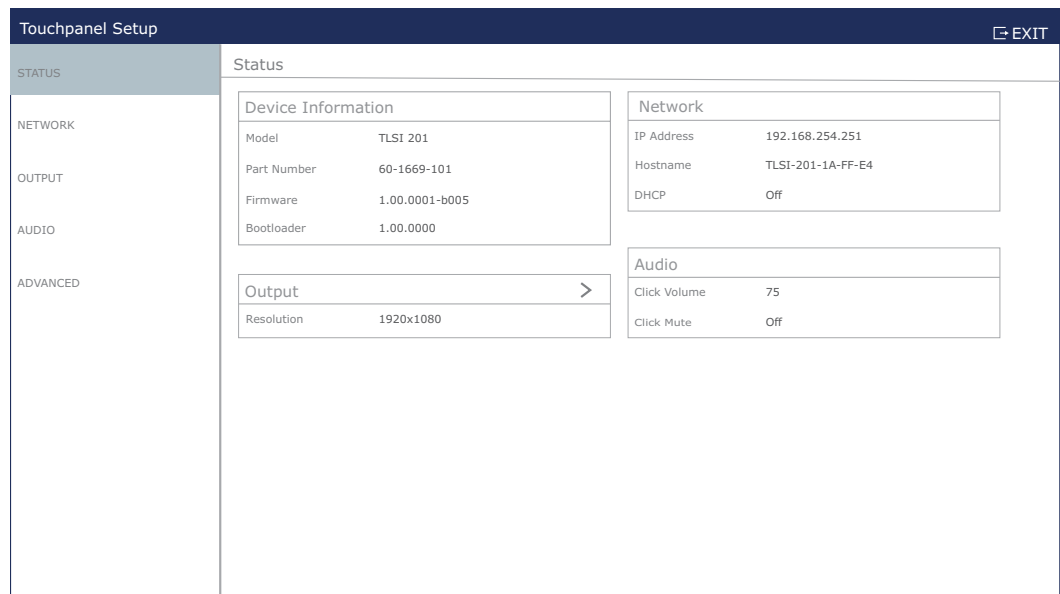 Touchpanel Setup
EXIT
STATUS
NETWORK
OUTPUT
AUDIO
ADVANCED
Status
Device Information
Model TLSI 201
Part Number 60-1669-101
Firmware 1.00.0001-b005
Bootloader 1.00.0000
Output >
Resolution 1920x1080
Network
IP Address 192.168.254.251
Hostname TLSI-201-1A-FF-E4
DHCP Off
Audio
Click Volume 75
Click Mute Off